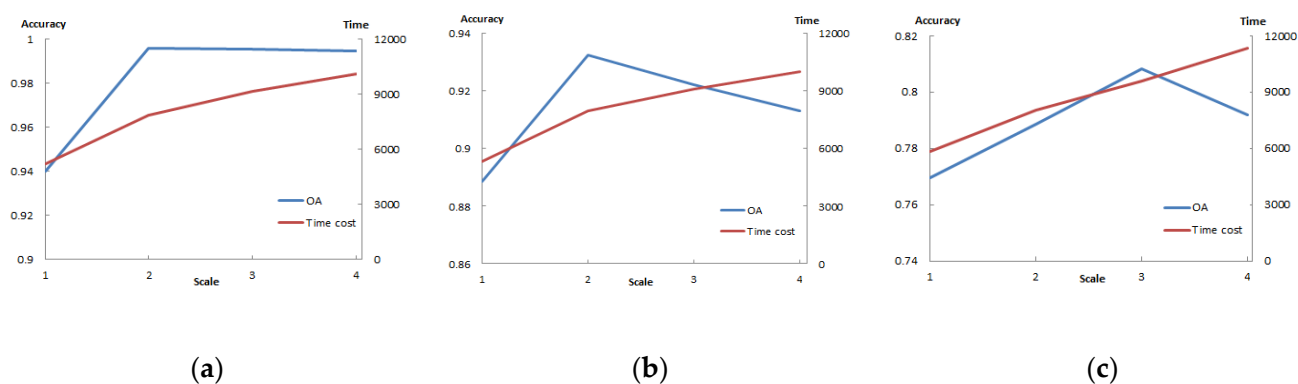 Accuracy Time
1 12000
0.98 9000
0.96 6000
0.94
0.92 3000
0.9 0
OA
Time cost
1 2 3 4
Scale
(a)
Accuracy Time
0.94 12000
0.92 9000
0.9 6000
0.88 3000
0.86 0
OA
Time cost
1 2 3 4
Scale
(b)
Accuracy Time
0.82 12000
0.8 9000
0.78 6000
0.76 3000
0.74 0
OA
Time cost
1 2 3 4
Scale
(c)